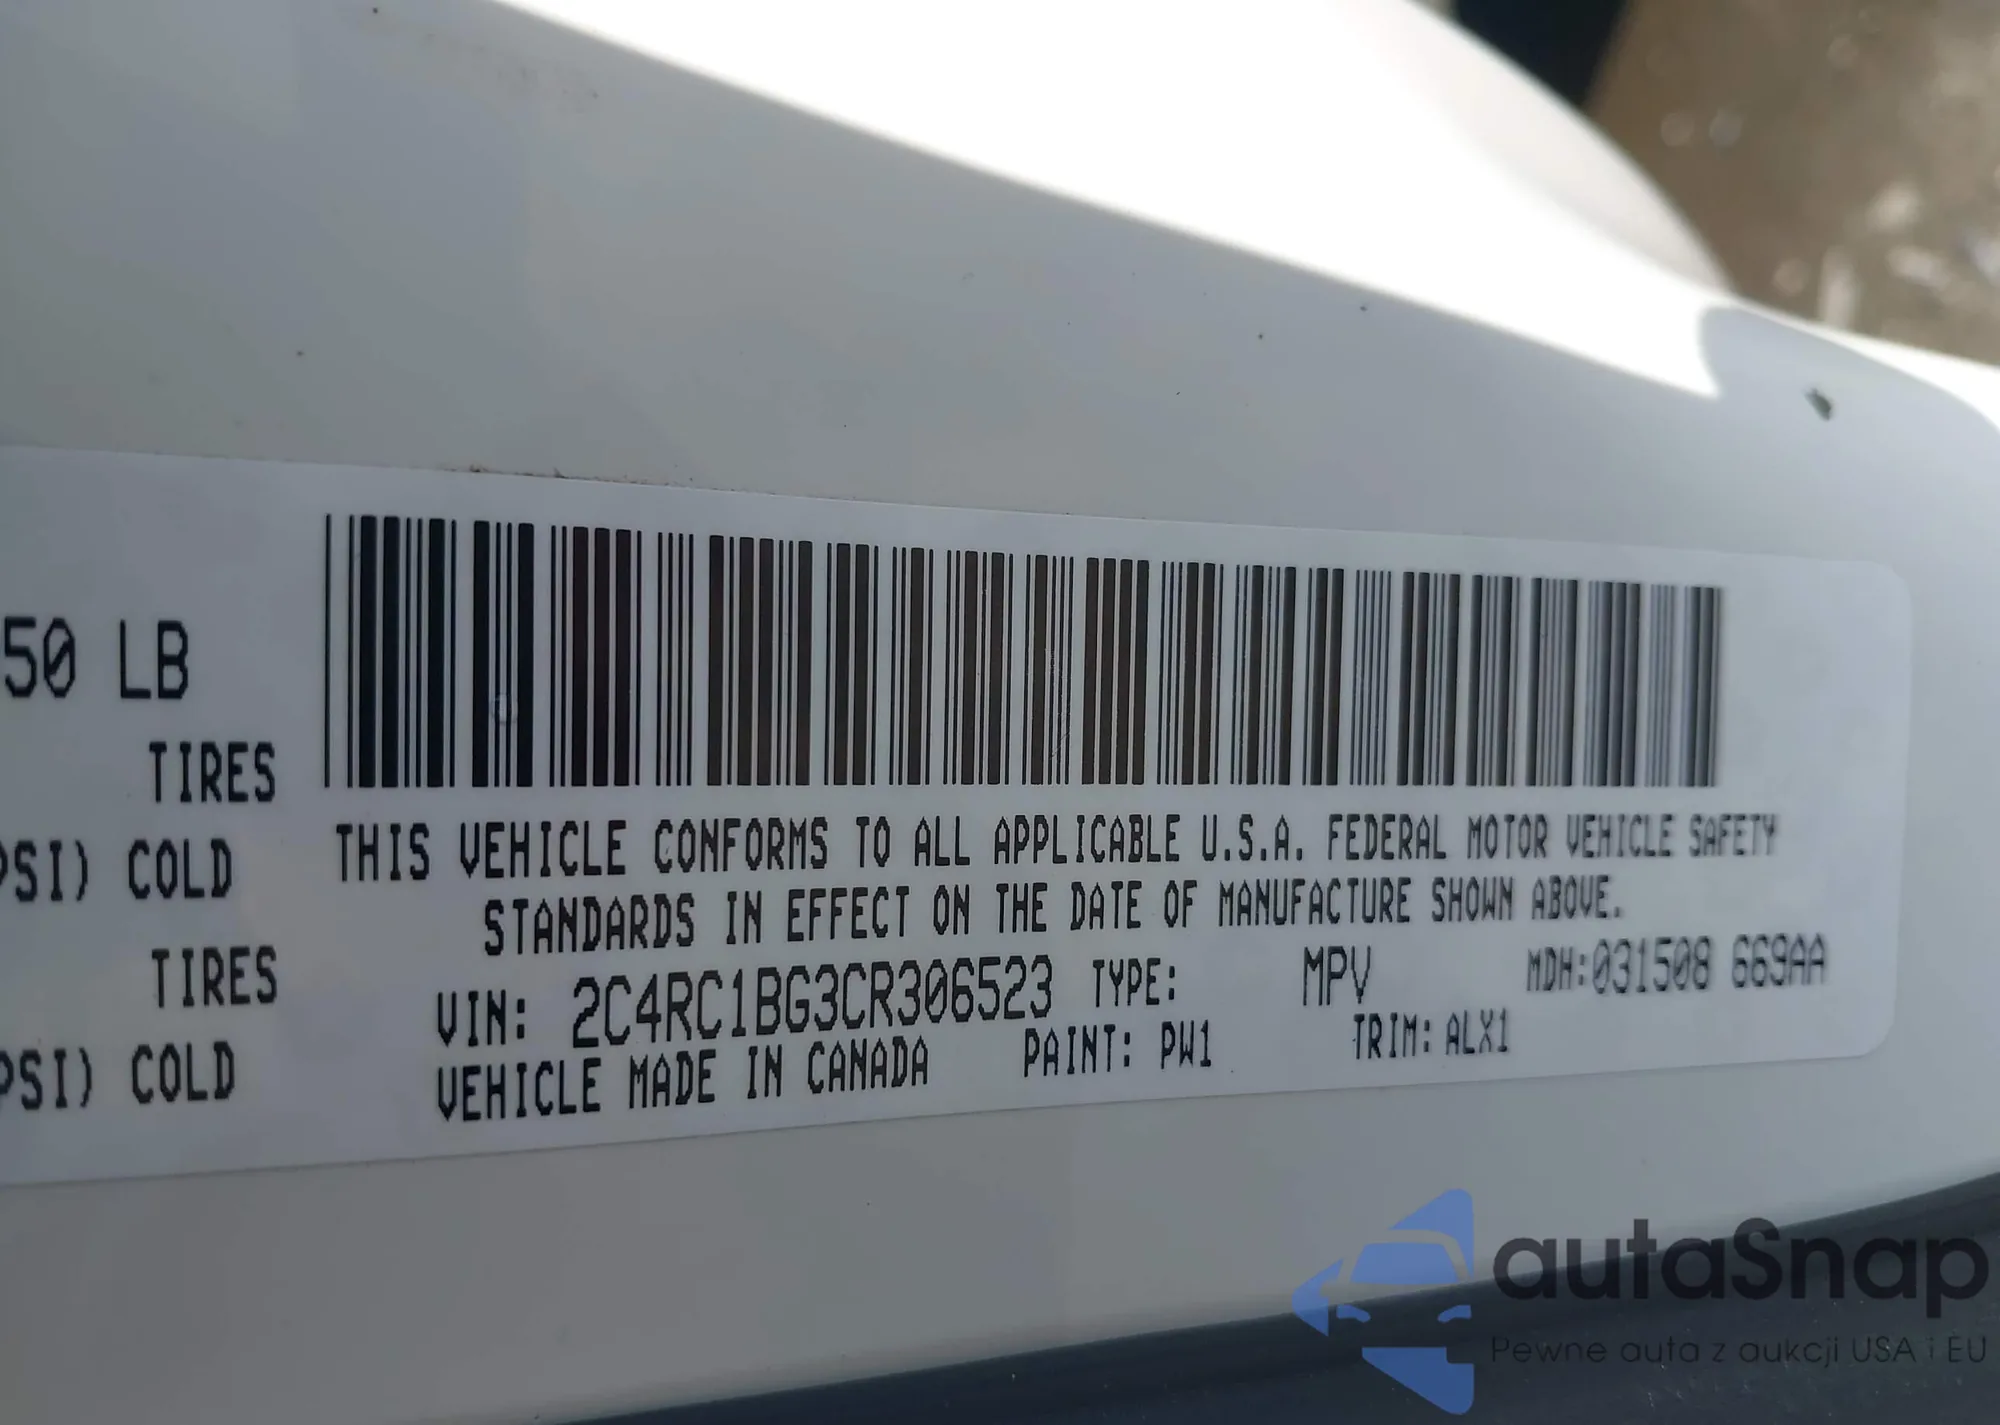 50 LB
TIRES
PSI) COLD
TIRES
PSI) COLD
THIS VEHICLE CONFORMS TO ALL APPLICABLE U.S.A. FEDERAL MOTOR VEHICLE SAFETY
STANDARDS IN EFFECT ON THE DATE OF MANUFACTURE SHOWN ABOVE.
VIN: 2C4RC1BG3CR306523 TYPE: MPV MDH:031508 669AA
VEHICLE MADE IN CANADA PAINT: PW1 TRIM: ALX1
autaSnap
Pewne auta z aukcji USA i EU